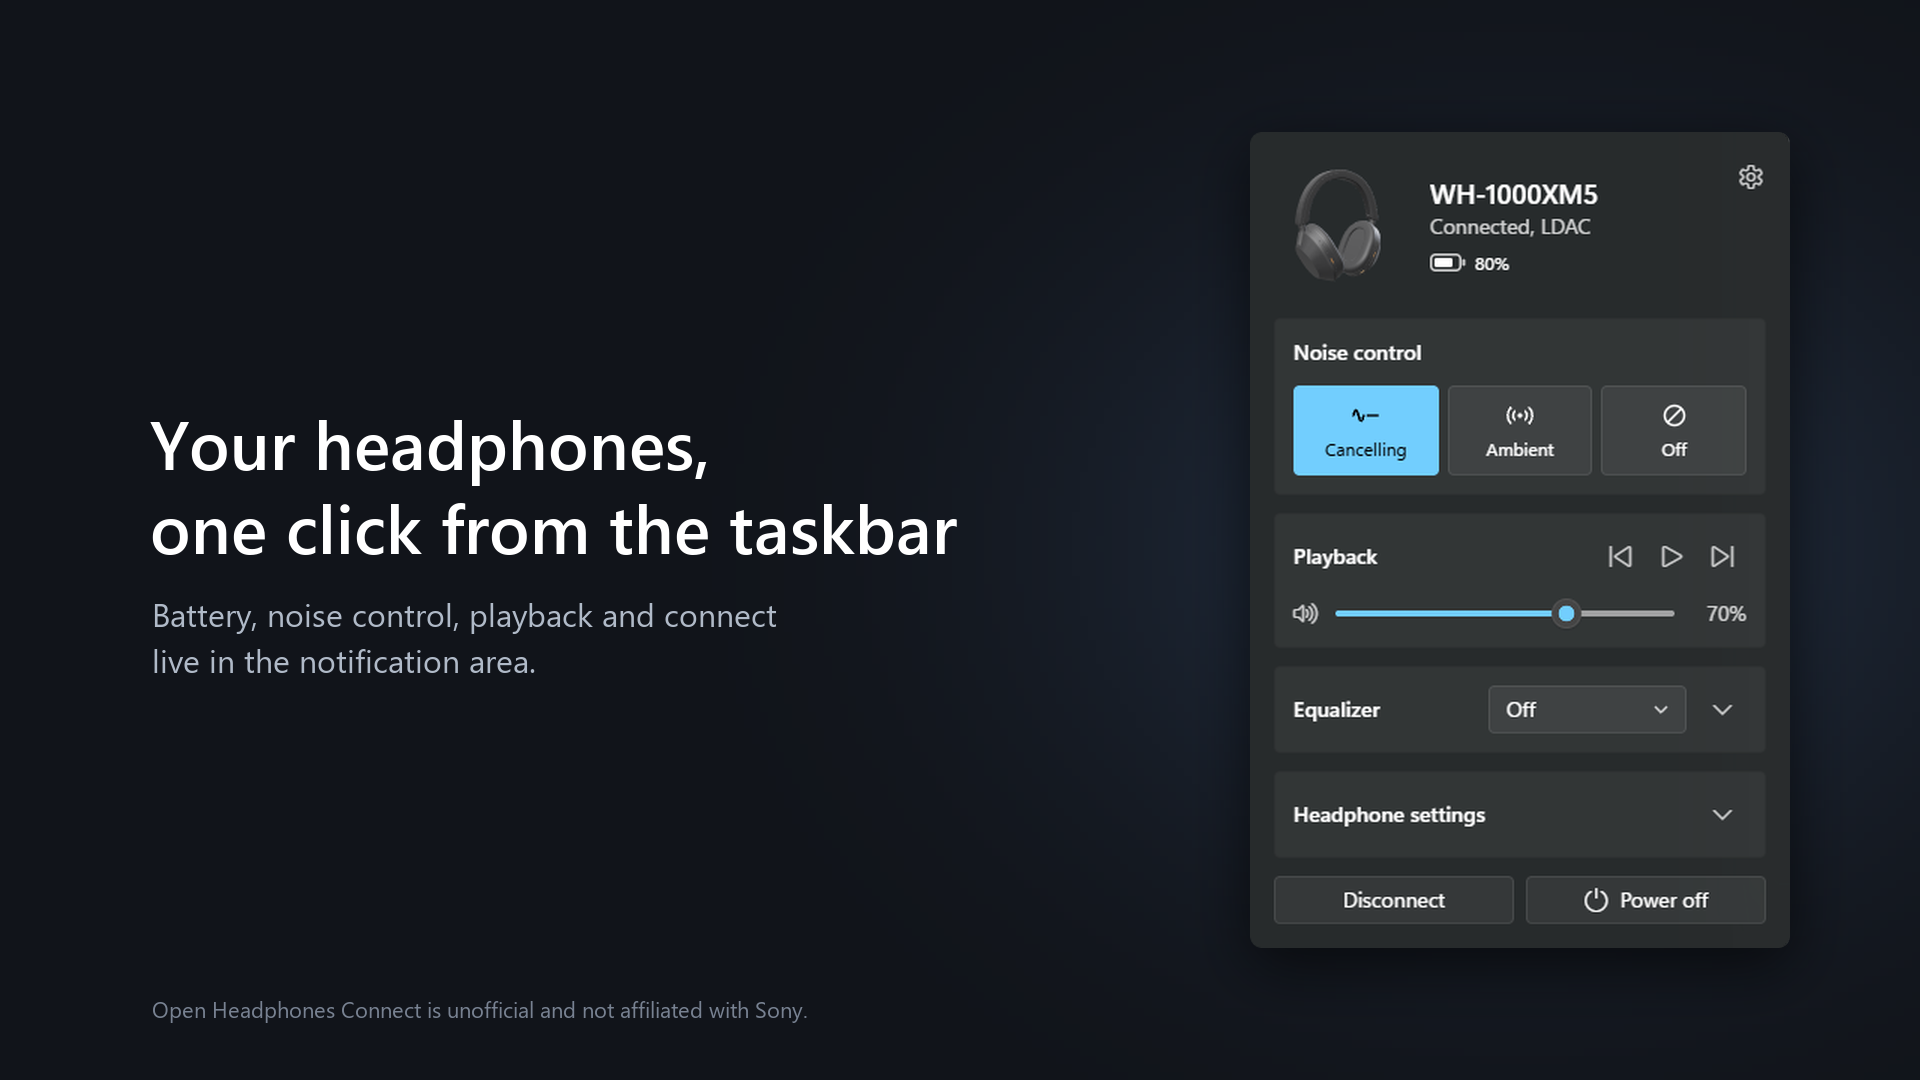 Your headphones,
one click from the taskbar
Battery, noise control, playback and connect
live in the notification area.
Open Headphones Connect is unofficial and not affiliated with Sony.
WH-1000XM5
Connected, LDAC
80%
Noise control
Cancelling
Ambient
Off
Playback
70%
Equalizer
Off
Headphone settings
Disconnect
Power off